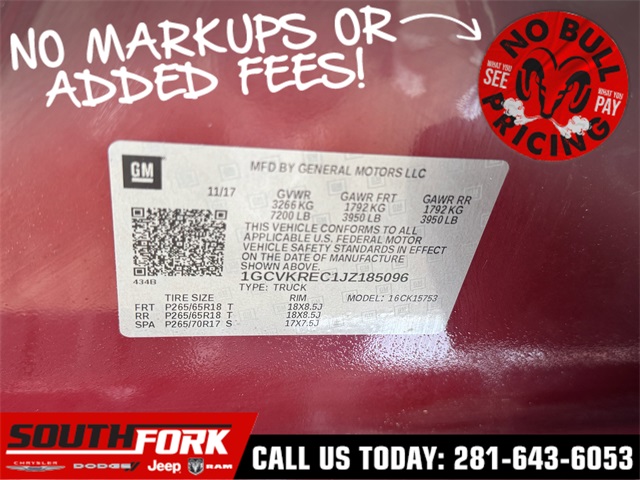 NO MARKUPS OR
ADDED FEES!
NO BULL
WHAT YOU
SEE
WHAT YOU
PAY
PRICING
GM
MFD BY GENERAL MOTORS LLC
11/17 GVWR GAWR FRT GAWR RR
3266 KG 1792 KG 1792 KG
7200 LB 3950 LB 3950 LB
THIS VEHICLE CONFORMS TO ALL
APPLICABLE U.S. FEDERAL MOTOR
VEHICLE SAFETY STANDARDS IN EFFECT
ON THE DATE OF MANUFACTURE
SHOWN ABOVE.
434B
1GCVKREC1JZ185096
TYPE: TRUCK MODEL: 16CK15753
TIRE SIZE RIM
FRT P265/65R18 T 18X8.5J
RR P265/65R18 T 18X8.5J
SPA P265/70R17 S 17X7.5J
SOUTHFORK
CHRYSLER DODGE Jeep RAM
CALL US TODAY: 281-643-6053